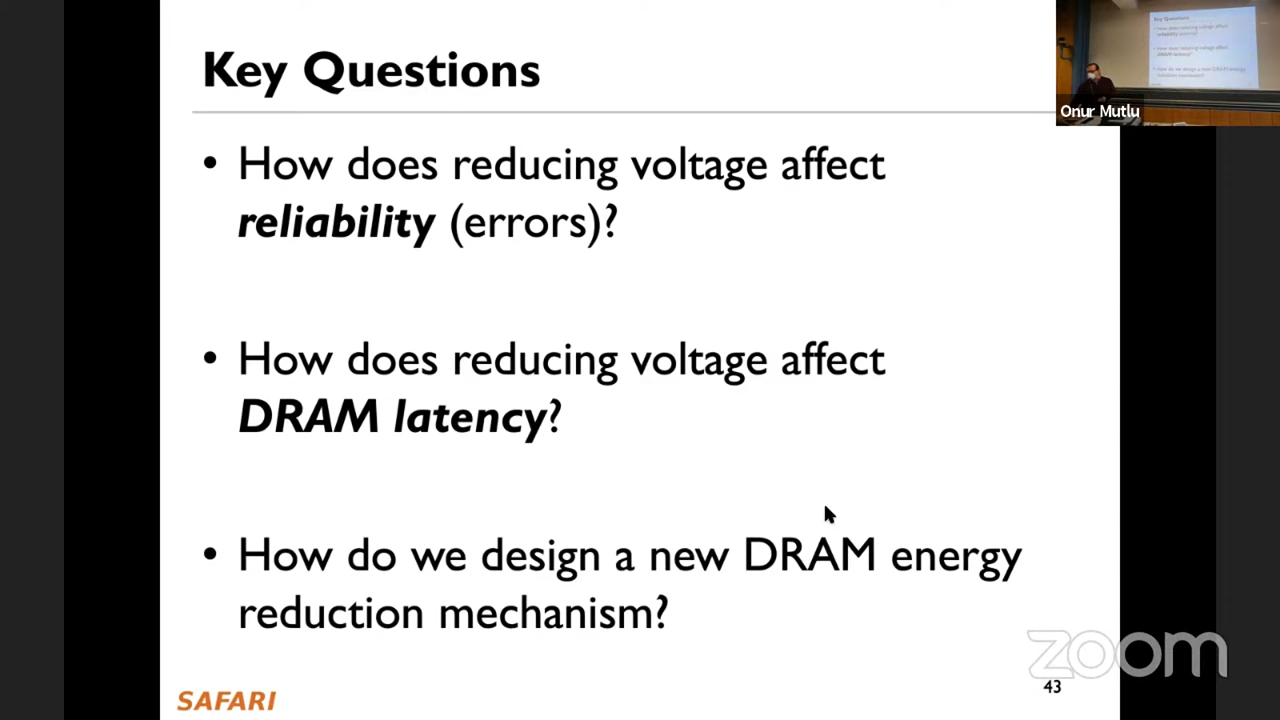 Key Questions
Onur Mutlu
• How does reducing voltage affect
reliability (errors)?
• How does reducing voltage affect
DRAM latency?
• How do we design a new DRAM energy
reduction mechanism?
zoom
SAFARI
43